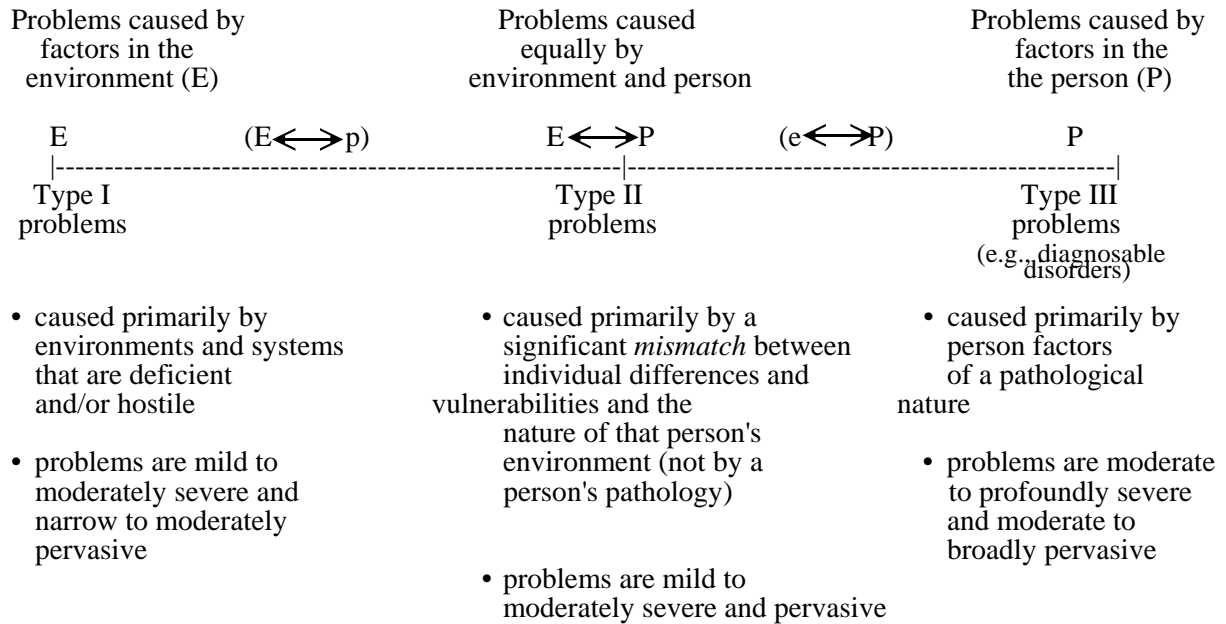 Problems caused by
factors in the
environment (E)
Problems caused
equally by
environment and person
Problems caused by
factors in the
the person (P)
E (E⟷p) E⟷P (e⟷P) P
|--------------------------------------------------------|--------------------------------------------------|
Type I
problems
Type II
problems
Type III
problems
(e.g., diagnosable
disorders)
• caused primarily by
environments and systems
that are deficient
and/or hostile
• problems are mild to
moderately severe and
narrow to moderately
pervasive
• caused primarily by a
significant mismatch between
individual differences and
vulnerabilities and the
nature of that person's
environment (not by a
person's pathology)
• problems are mild to
moderately severe and pervasive
• caused primarily by
person factors
of a pathological
nature
• problems are moderate
to profoundly severe
and moderate to
broadly pervasive